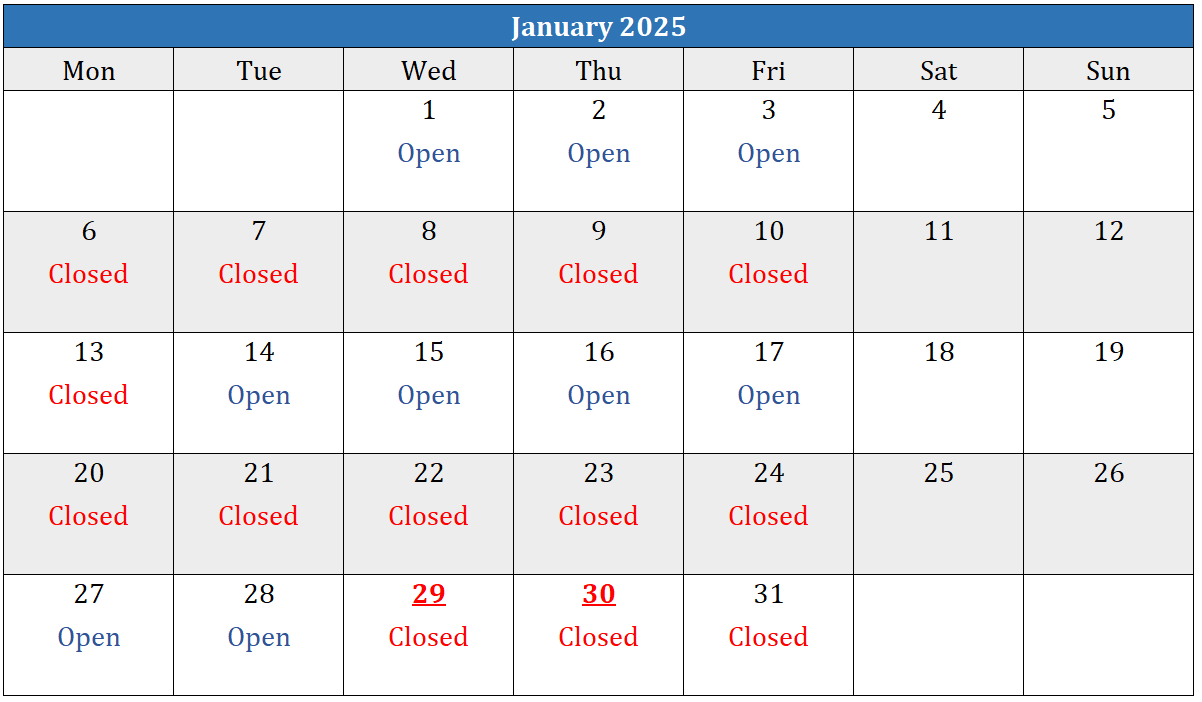 January 2025
Mon Tue Wed Thu Fri Sat Sun
1 2 3 4 5
Open Open Open
6 7 8 9 10 11 12
Closed Closed Closed Closed Closed
13 14 15 16 17 18 19
Closed Open Open Open Open
20 21 22 23 24 25 26
Closed Closed Closed Closed Closed
27 28 29 30 31
Open Open Closed Closed Closed